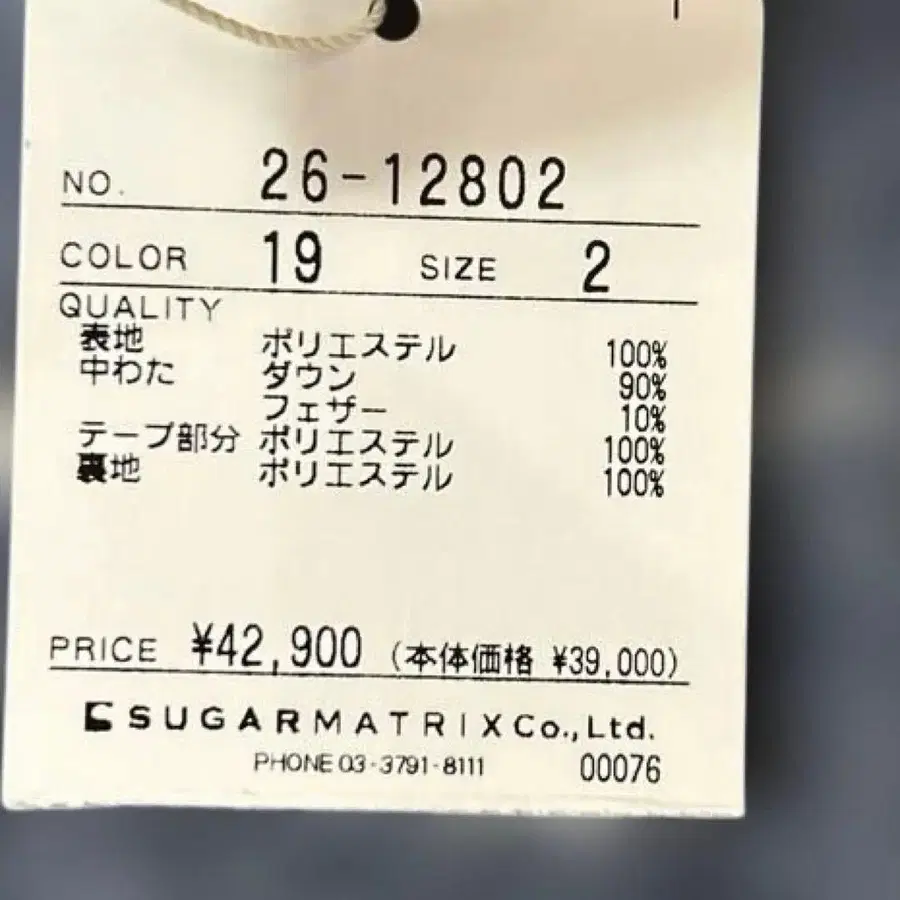 NO. 26-12802
COLOR 19 SIZE 2
QUALITY
表地 ポリエステル 100%
中わた ダウン 90%
フェザー 10%
テープ部分 ポリエステル 100%
裏地 ポリエステル 100%
PRICE ¥42,900 (本体価格 ¥39,000)
SUGARMATRIX Co., Ltd.
PHONE 03-3791-8111 00076